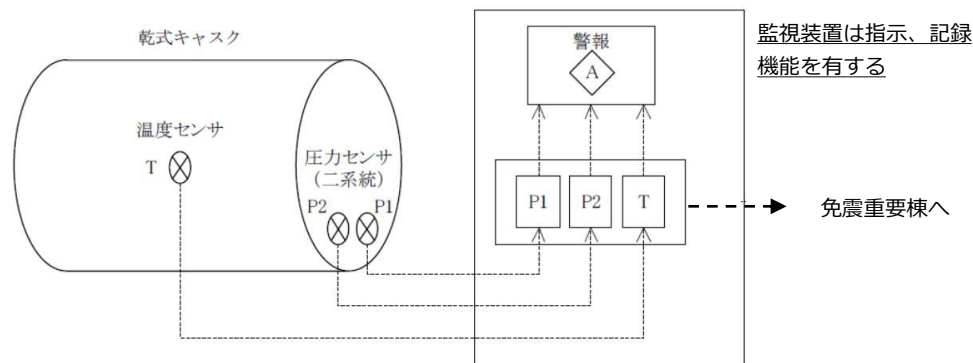 乾式キャスク
温度センサ
T
圧力センサ
(二系統)
P2
P1
警報
A
P1
P2
T
監視装置は指示、記録
機能を有する
免震重要棟へ